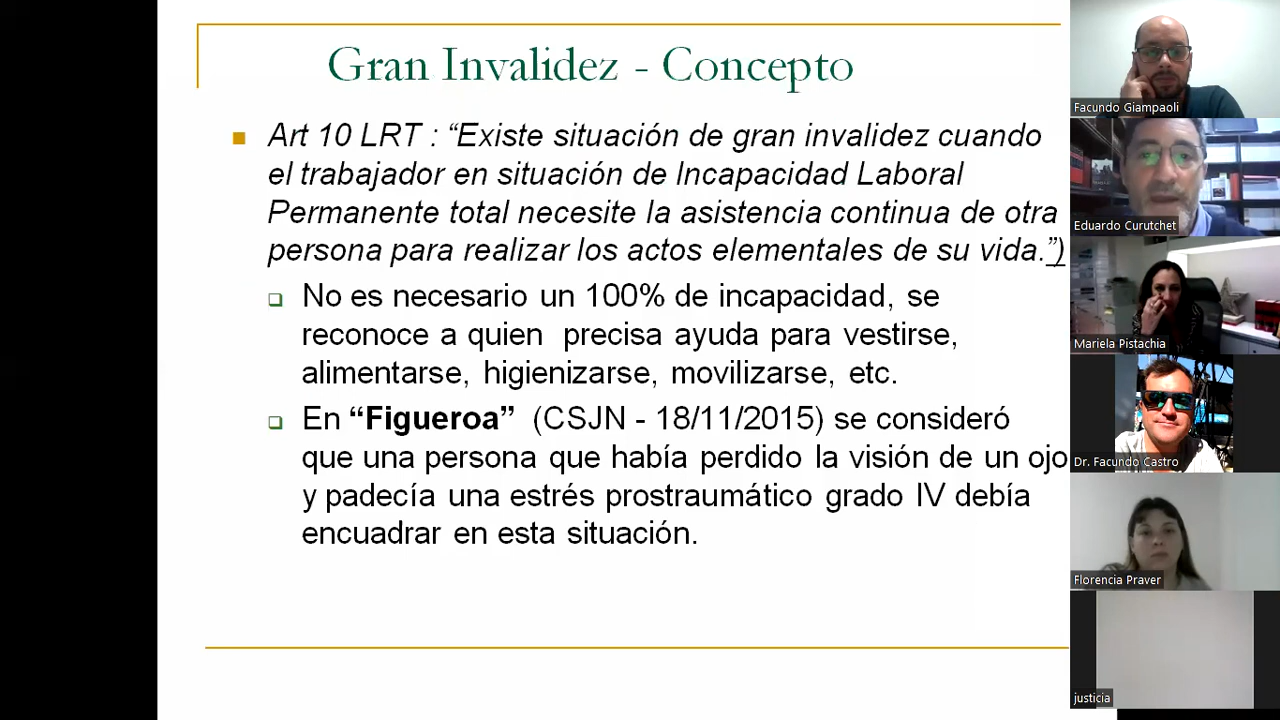 Gran Invalidez - Concepto
Art 10 LRT : “Existe situación de gran invalidez cuando
el trabajador en situación de Incapacidad Laboral
Permanente total necesite la asistencia continua de otra
persona para realizar los actos elementales de su vida.”)
No es necesario un 100% de incapacidad, se
reconoce a quien precisa ayuda para vestirse,
alimentarse, higienizarse, movilizarse, etc.
En “Figueroa” (CSJN - 18/11/2015) se consideró
que una persona que había perdido la visión de un ojo
y padecía una estrés prostraumático grado IV debía
encuadrar en esta situación.
Facundo Giampaoli
Eduardo Curutchet
Mariela Pistachia
Dr. Facundo Castro
Florencia Praver
justicia